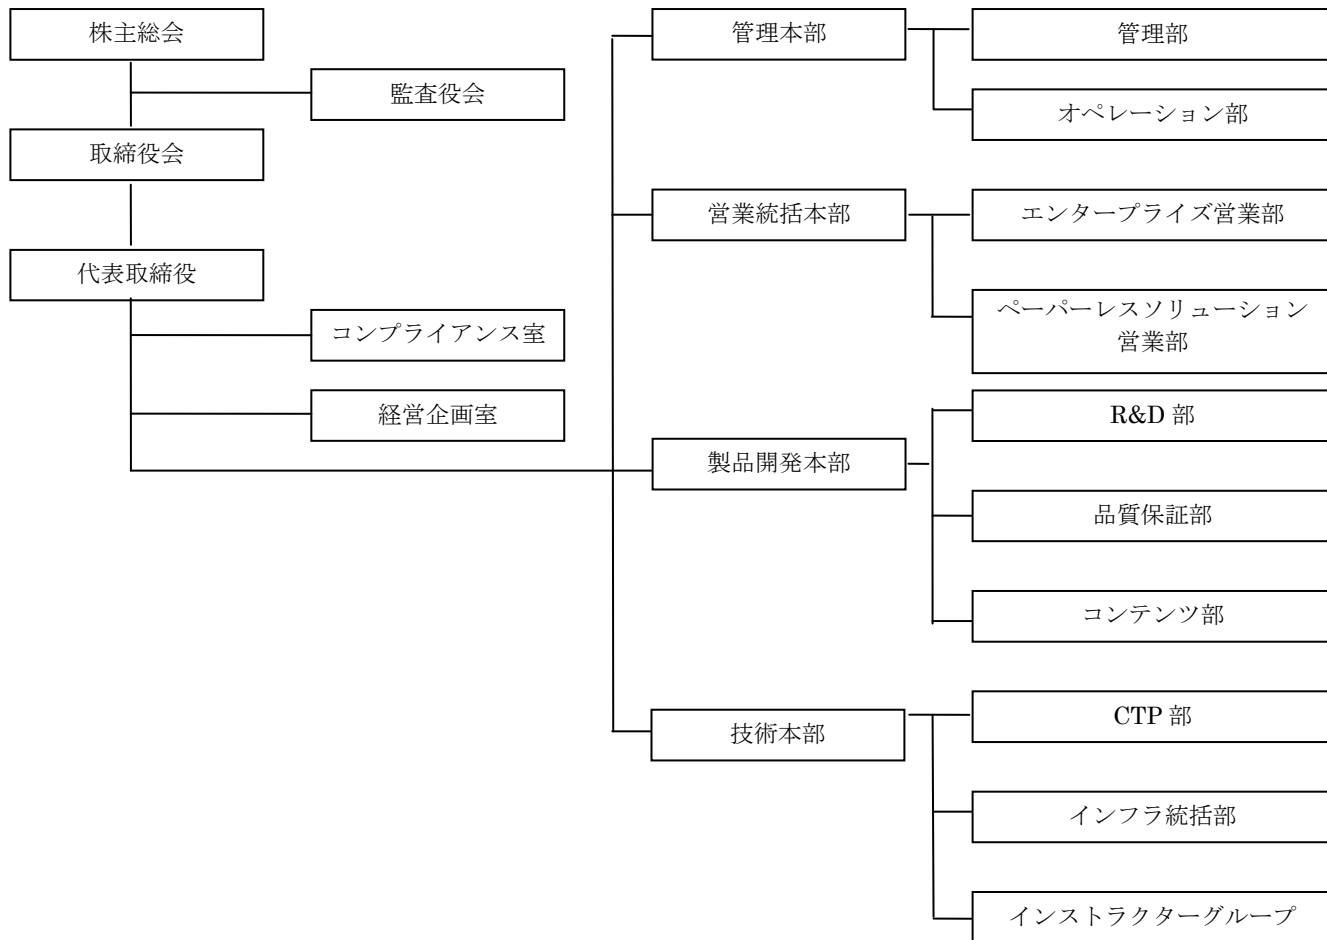 株主総会
監査役会
取締役会
代表取締役
コンプライアンス室
経営企画室
管理本部
管理部
オペレーション部
営業統括本部
エンタープライズ営業部
ペーパーレスソリューション
営業部
製品開発本部
R&D 部
品質保証部
コンテンツ部
技術本部
CTP 部
インフラ統括部
インストラクターグループ